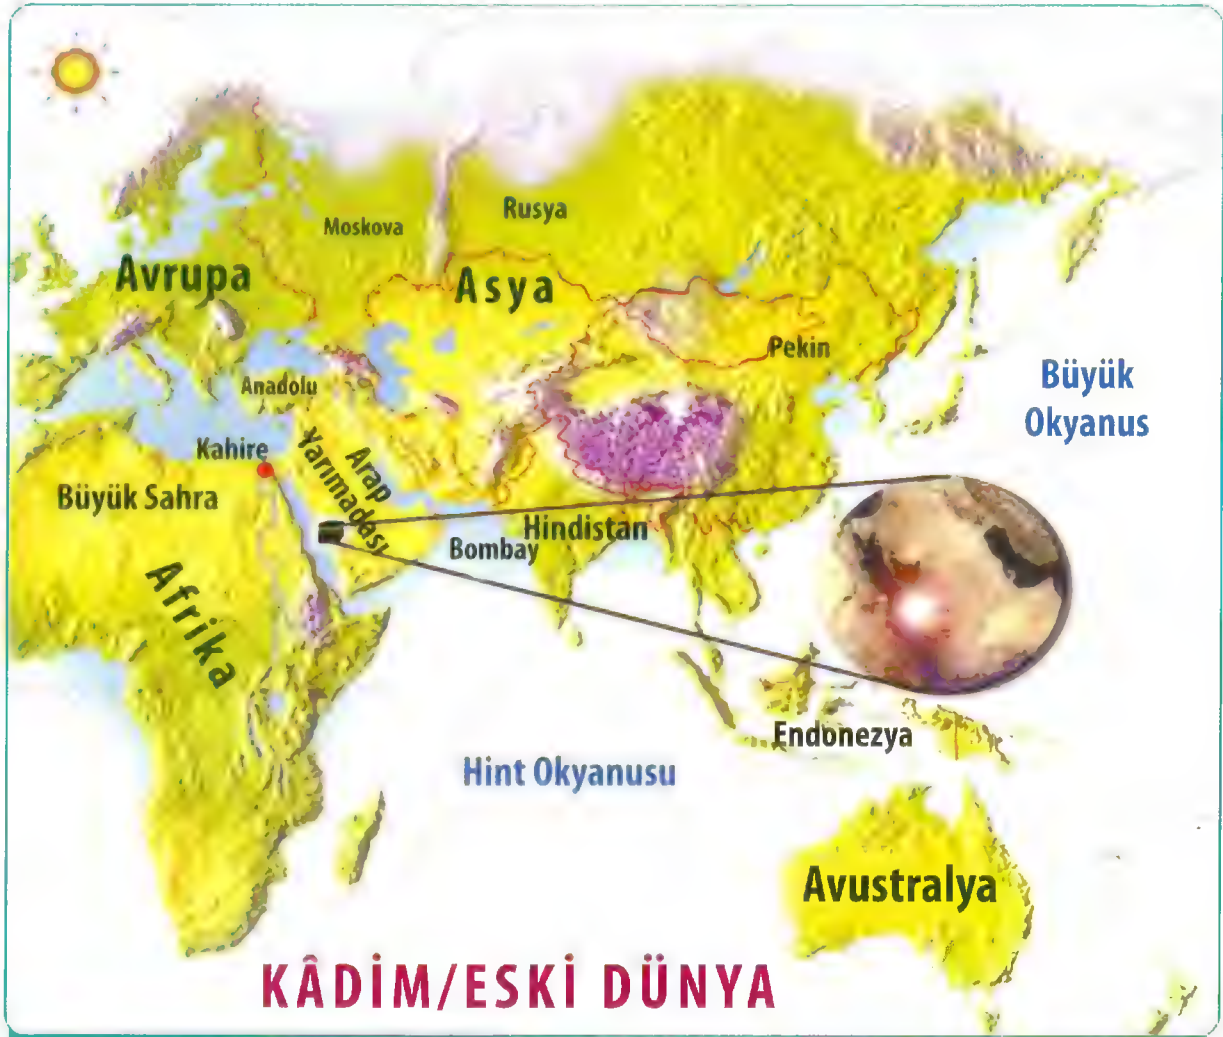 Rusya
Moskova
Avrupa
Asya
Pekin
Büyük
Okyanus
Anadolu
Kahire
Arap
Yarımadası
Büyük Sahra
Hindistan
Bombay
Afrika
Endonezya
Hint Okyanusu
Avustralya
KÂDİM/ESKİ DÜNYA